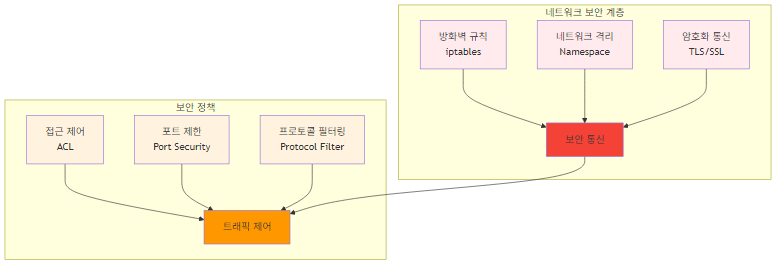 네트워크 보안 계층
방화벽 규칙
iptables
네트워크 격리
Namespace
암호화 통신
TLS/SSL
보안 통신
보안 정책
접근 제어
ACL
포트 제한
Port Security
프로토콜 필터링
Protocol Filter
트래픽 제어